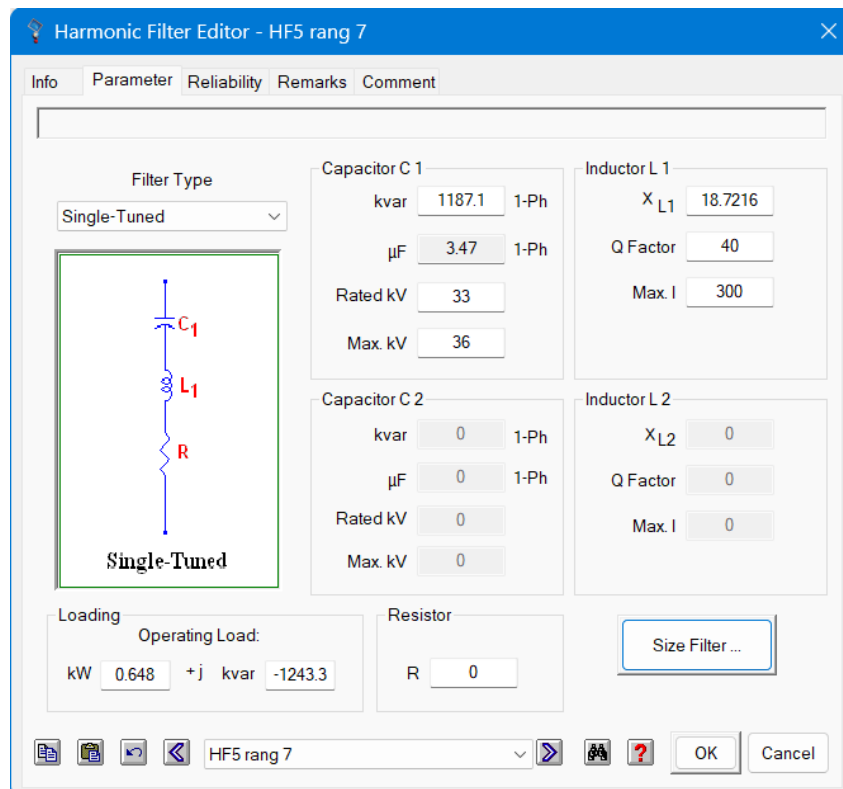 Harmonic Filter Editor - HF5 rang 7
Info Parameter Reliability Remarks Comment
Filter Type
Single-Tuned
C1
L1
R
Single-Tuned
Capacitor C 1
kvar 1187.1 1-Ph
µF 3.47 1-Ph
Rated kV 33
Max. kV 36
Inductor L 1
XL1 18.7216
Q Factor 40
Max. I 300
Capacitor C 2
kvar 0 1-Ph
µF 0 1-Ph
Rated kV 0
Max. kV 0
Inductor L 2
XL2 0
Q Factor 0
Max. I 0
Loading
Operating Load:
kW 0.648 + j kvar -1243.3
Resistor
R 0
Size Filter ...
HF5 rang 7
?
OK
Cancel